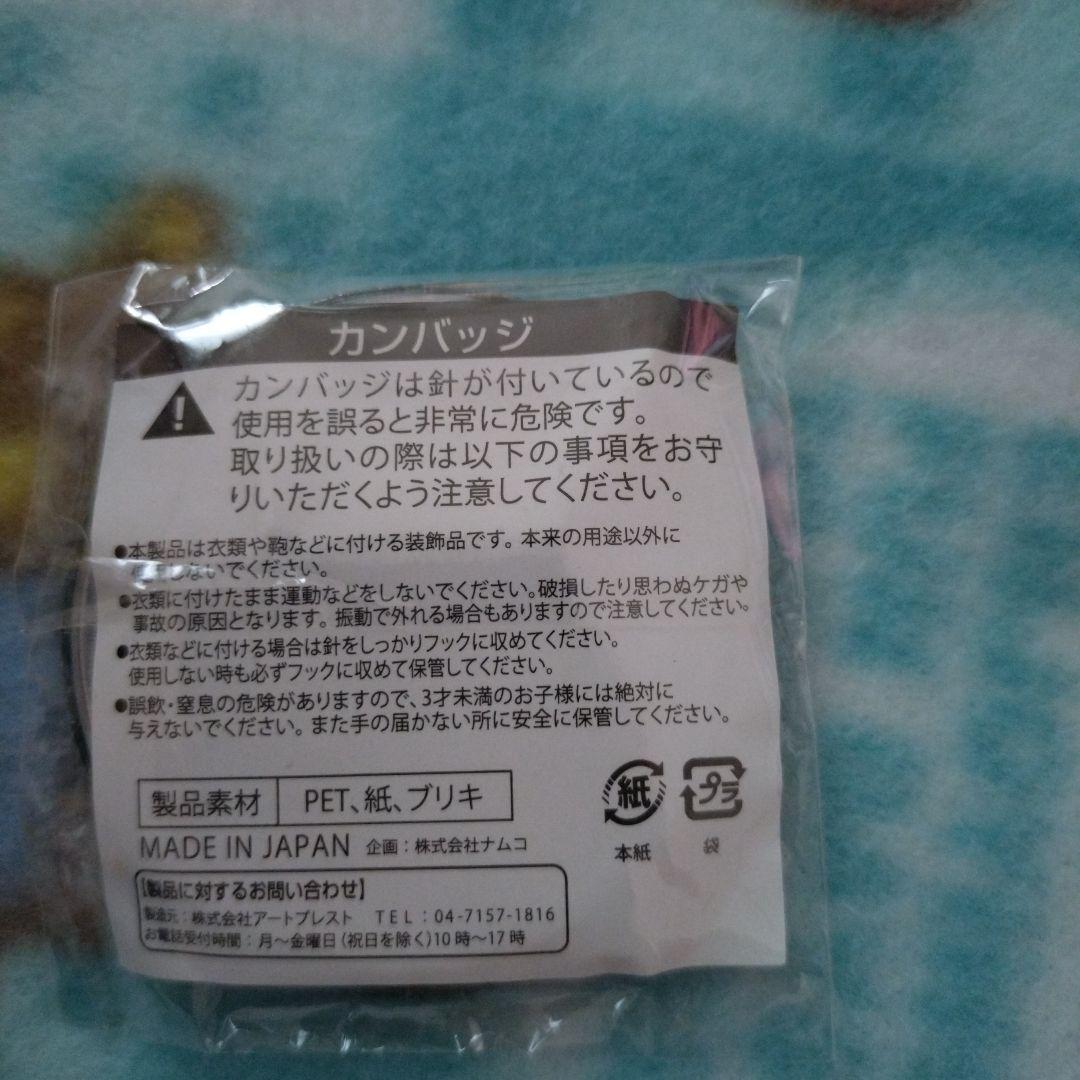 カンバッジ
カンバッジは針が付いているので
使用を誤ると非常に危険です。
取り扱いの際は以下の事項をお守
りいただくよう注意してください。
●本製品は衣類や鞄などに付ける装飾品です。本来の用途以外に
しないでください。
●衣類に付けたまま運動などをしないでください。破損したり思わぬケガや
事故の原因となります。振動で外れる場合もありますので注意してください。
●衣類などに付ける場合は針をしっかりフックに収めてください。
使用しない時も必ずフックに収めて保管してください。
●誤飲・窒息の危険がありますので、3才未満のお子様には絶対に
与えないでください。また手の届かない所に安全に保管してください。
製品素材 PET、紙、ブリキ
紙 プラ
本紙 袋
MADE IN JAPAN 企画：株式会社ナムコ
【製品に対するお問い合わせ】
製造元：株式会社アートプレスト TEL：04-7157-1816
お電話受付時間：月〜金曜日（祝日を除く）10時〜17時